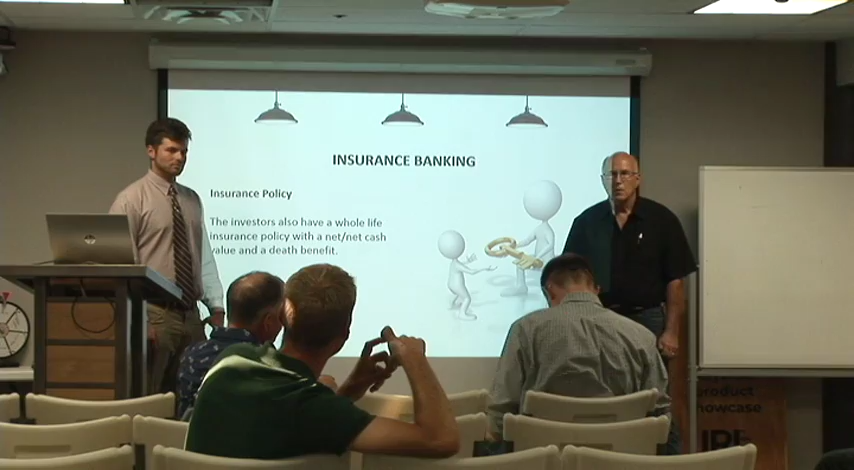 INSURANCE BANKING
Insurance Policy
The investors also have a whole life
insurance policy with a net/net cash
value and a death benefit.
product
howcase
IRE